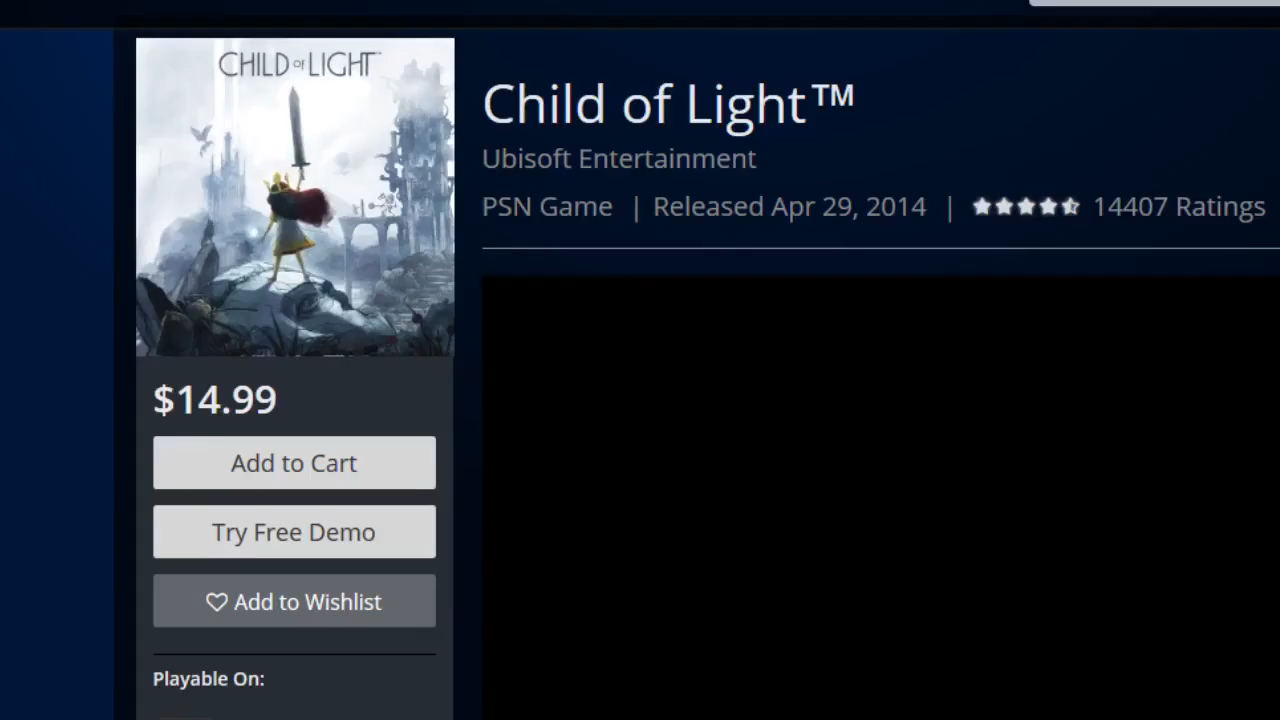 CHILD of LIGHT™
Child of Light™
Ubisoft Entertainment
PSN Game | Released Apr 29, 2014 | 14407 Ratings
$14.99
Add to Cart
Try Free Demo
Add to Wishlist
Playable On: